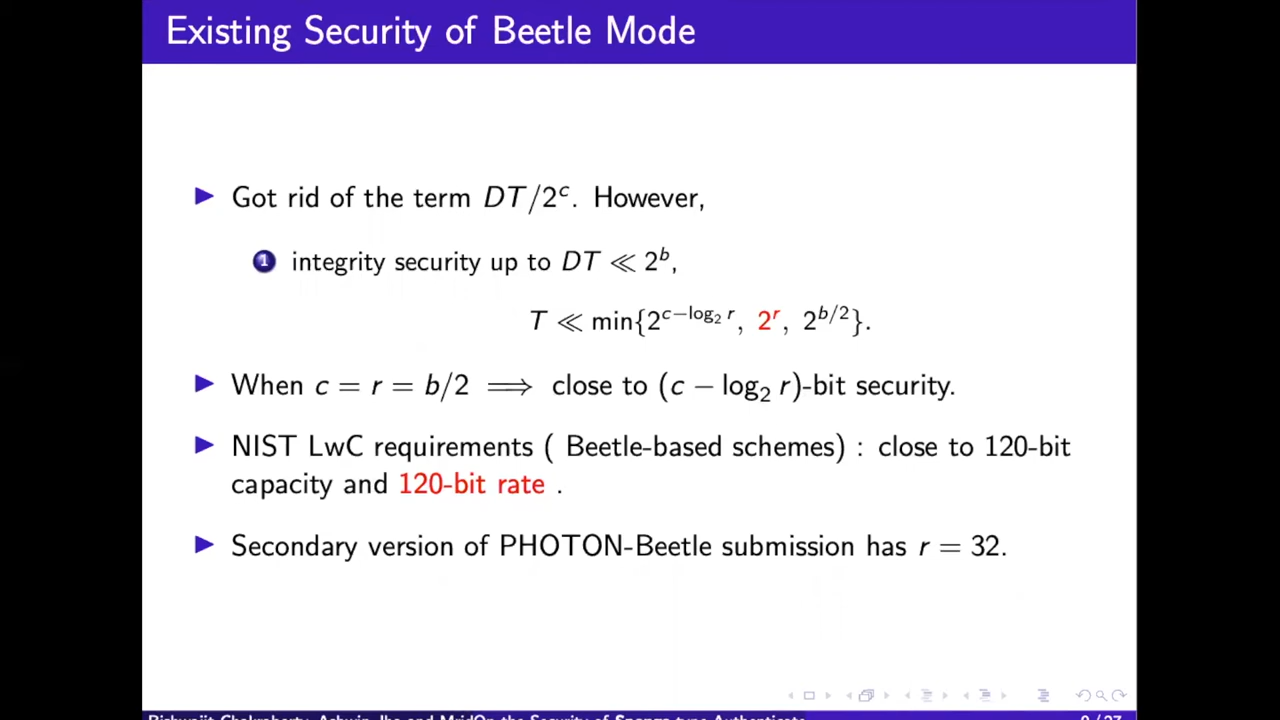 Existing Security of Beetle Mode
▶ Got rid of the term DT/2^c. However,
1 integrity security up to DT ≪ 2^b,
T ≪ min{2^{c−log₂ r}, 2^r, 2^{b/2}}.
▶ When c = r = b/2 ⟹ close to (c − log₂ r)-bit security.
▶ NIST LwC requirements ( Beetle-based schemes) : close to 120-bit
capacity and 120-bit rate .
▶ Secondary version of PHOTON-Beetle submission has r = 32.